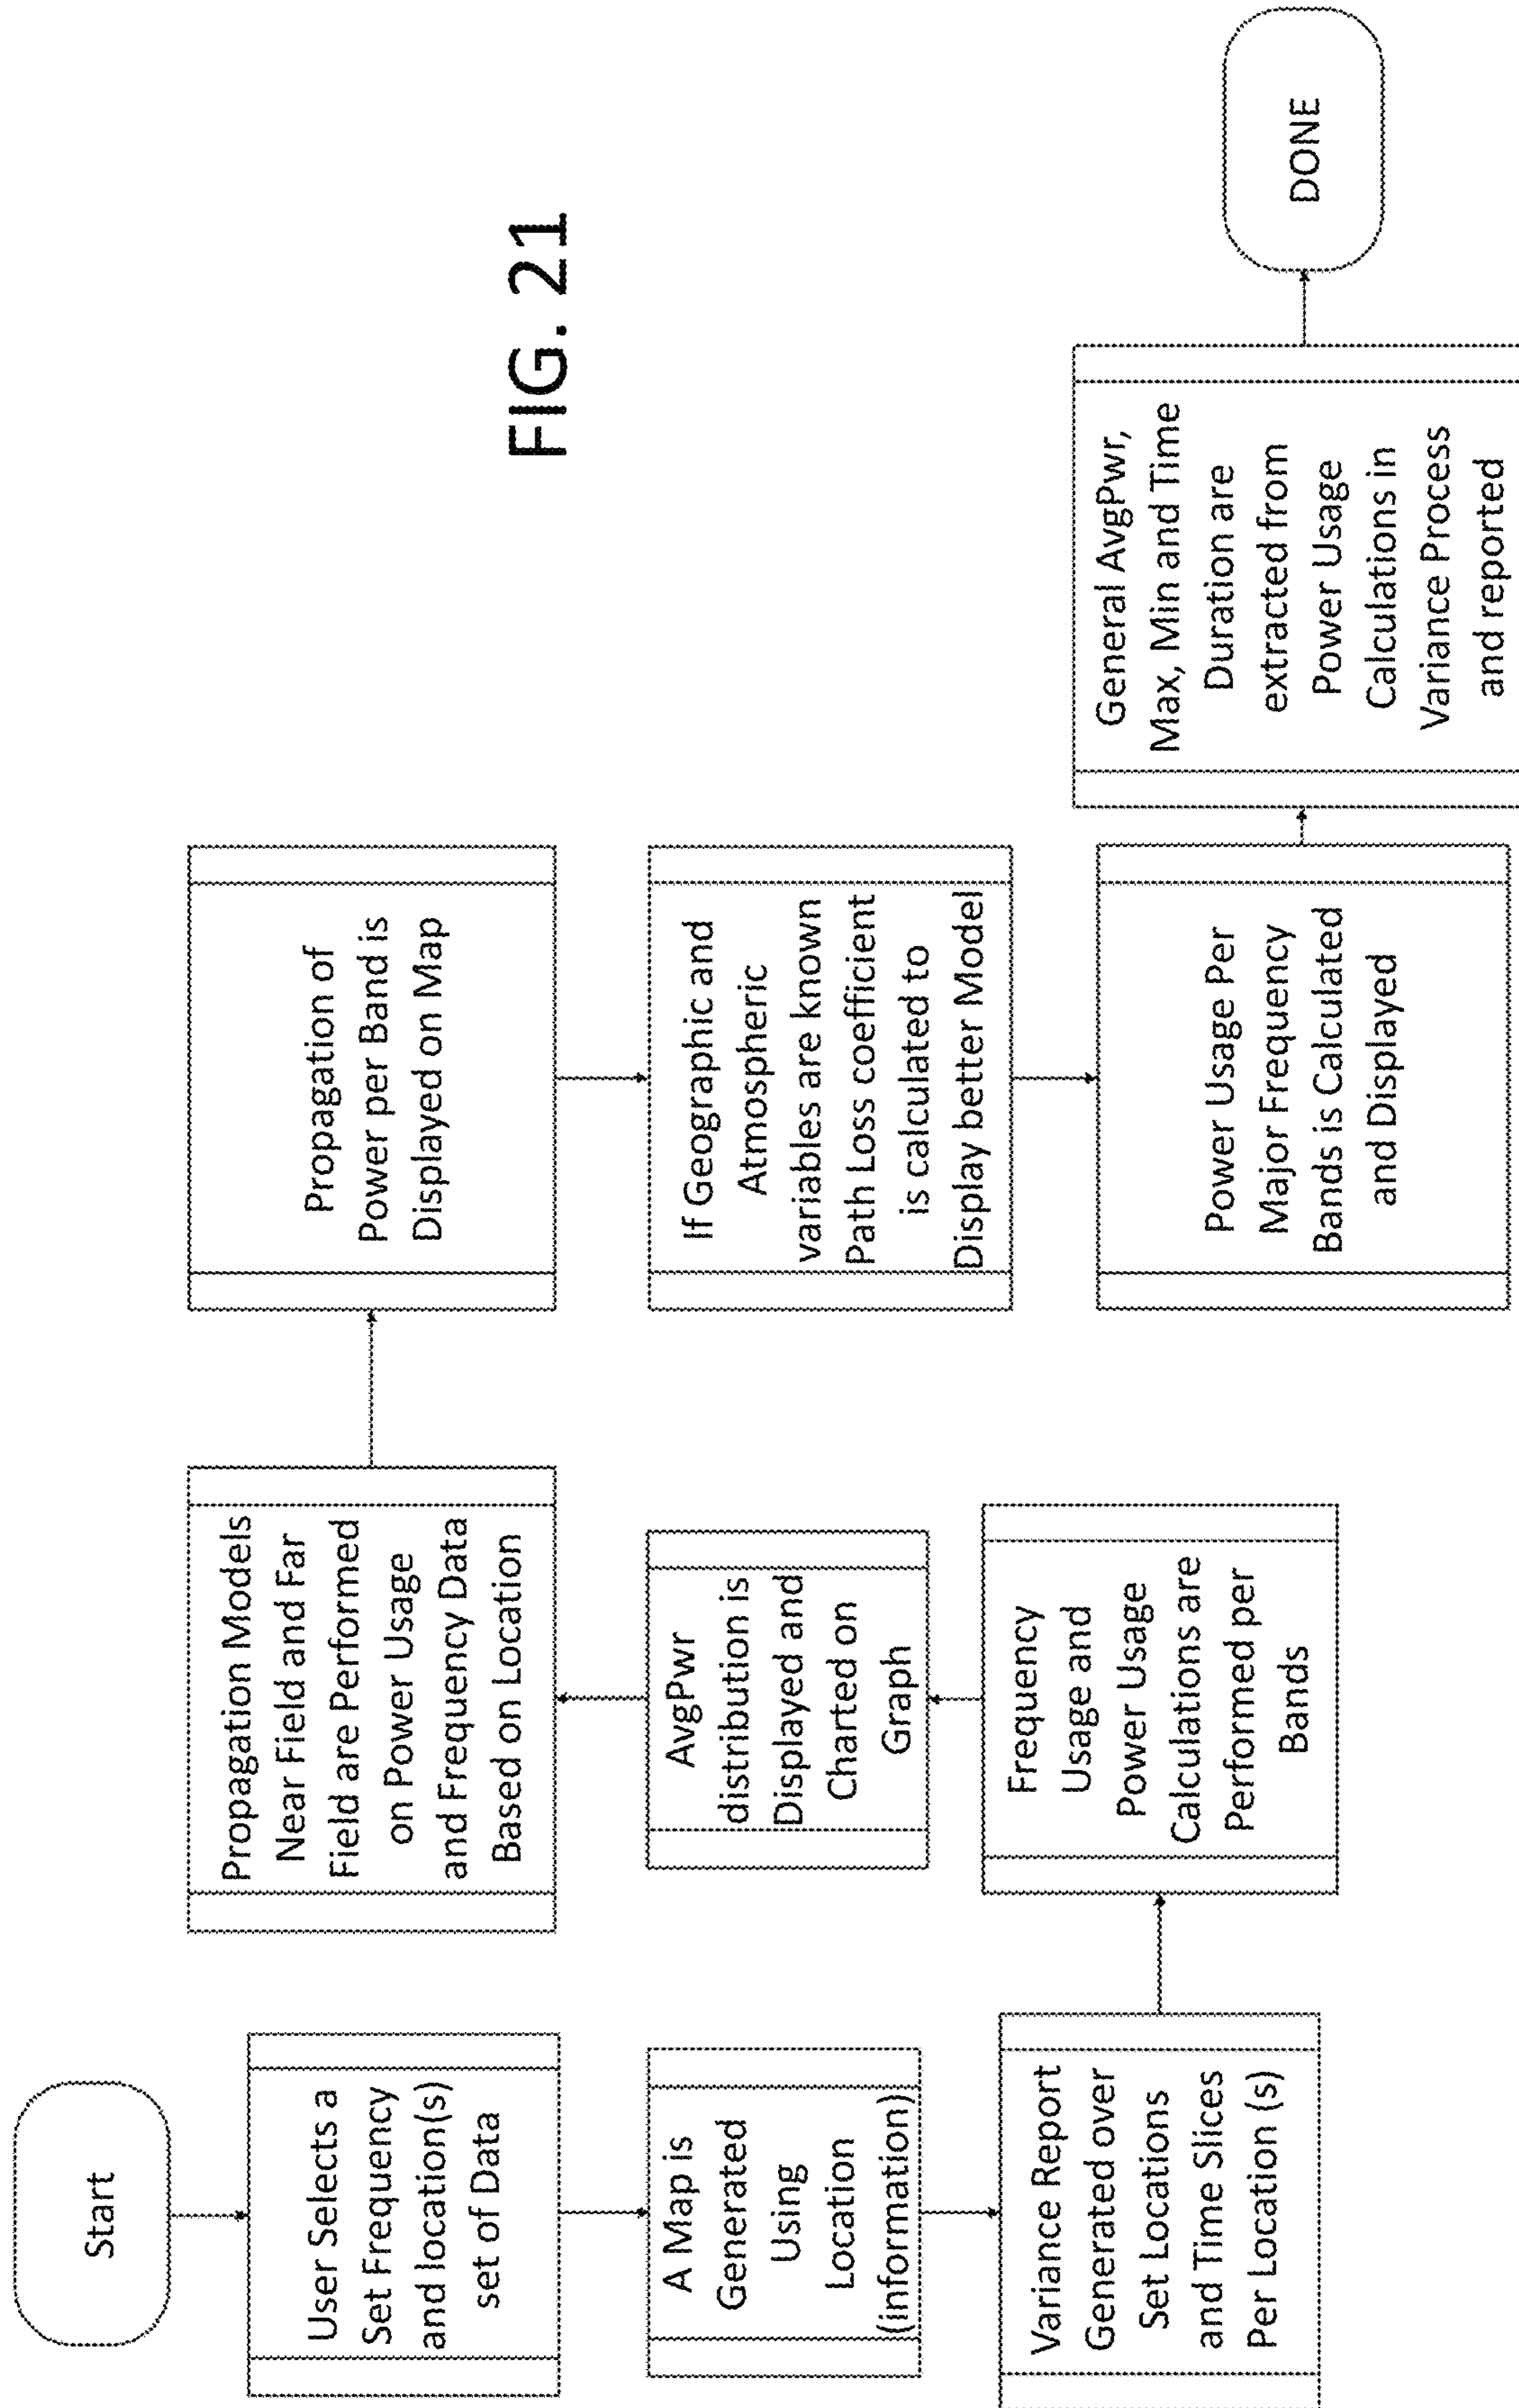 FIG. 21
Start
User Selects a
Set Frequency
and location(s)
set of Data
A Map is
Generated
Using
Location
(information)
Variance Report
Generated over
Set Locations
and Time Slices
Per Location (s)
Frequency
Usage and
Power Usage
Calculations are
Performed per
Bands
AvgPwr
distribution is
Displayed and
Charted on
Graph
Propagation Models
Near Field and Far
Field are Performed
on Power Usage
and Frequency Data
Based on Location
Propagation of
Power per Band is
Displayed on Map
If Geographic and
Atmospheric
variables are known
Path Loss coefficient
is calculated to
Display better Model
Power Usage Per
Major Frequency
Bands is Calculated
and Displayed
General AvgPwr,
Max, Min and Time
Duration are
extracted from
Power Usage
Calculations in
Variance Process
and reported
DONE